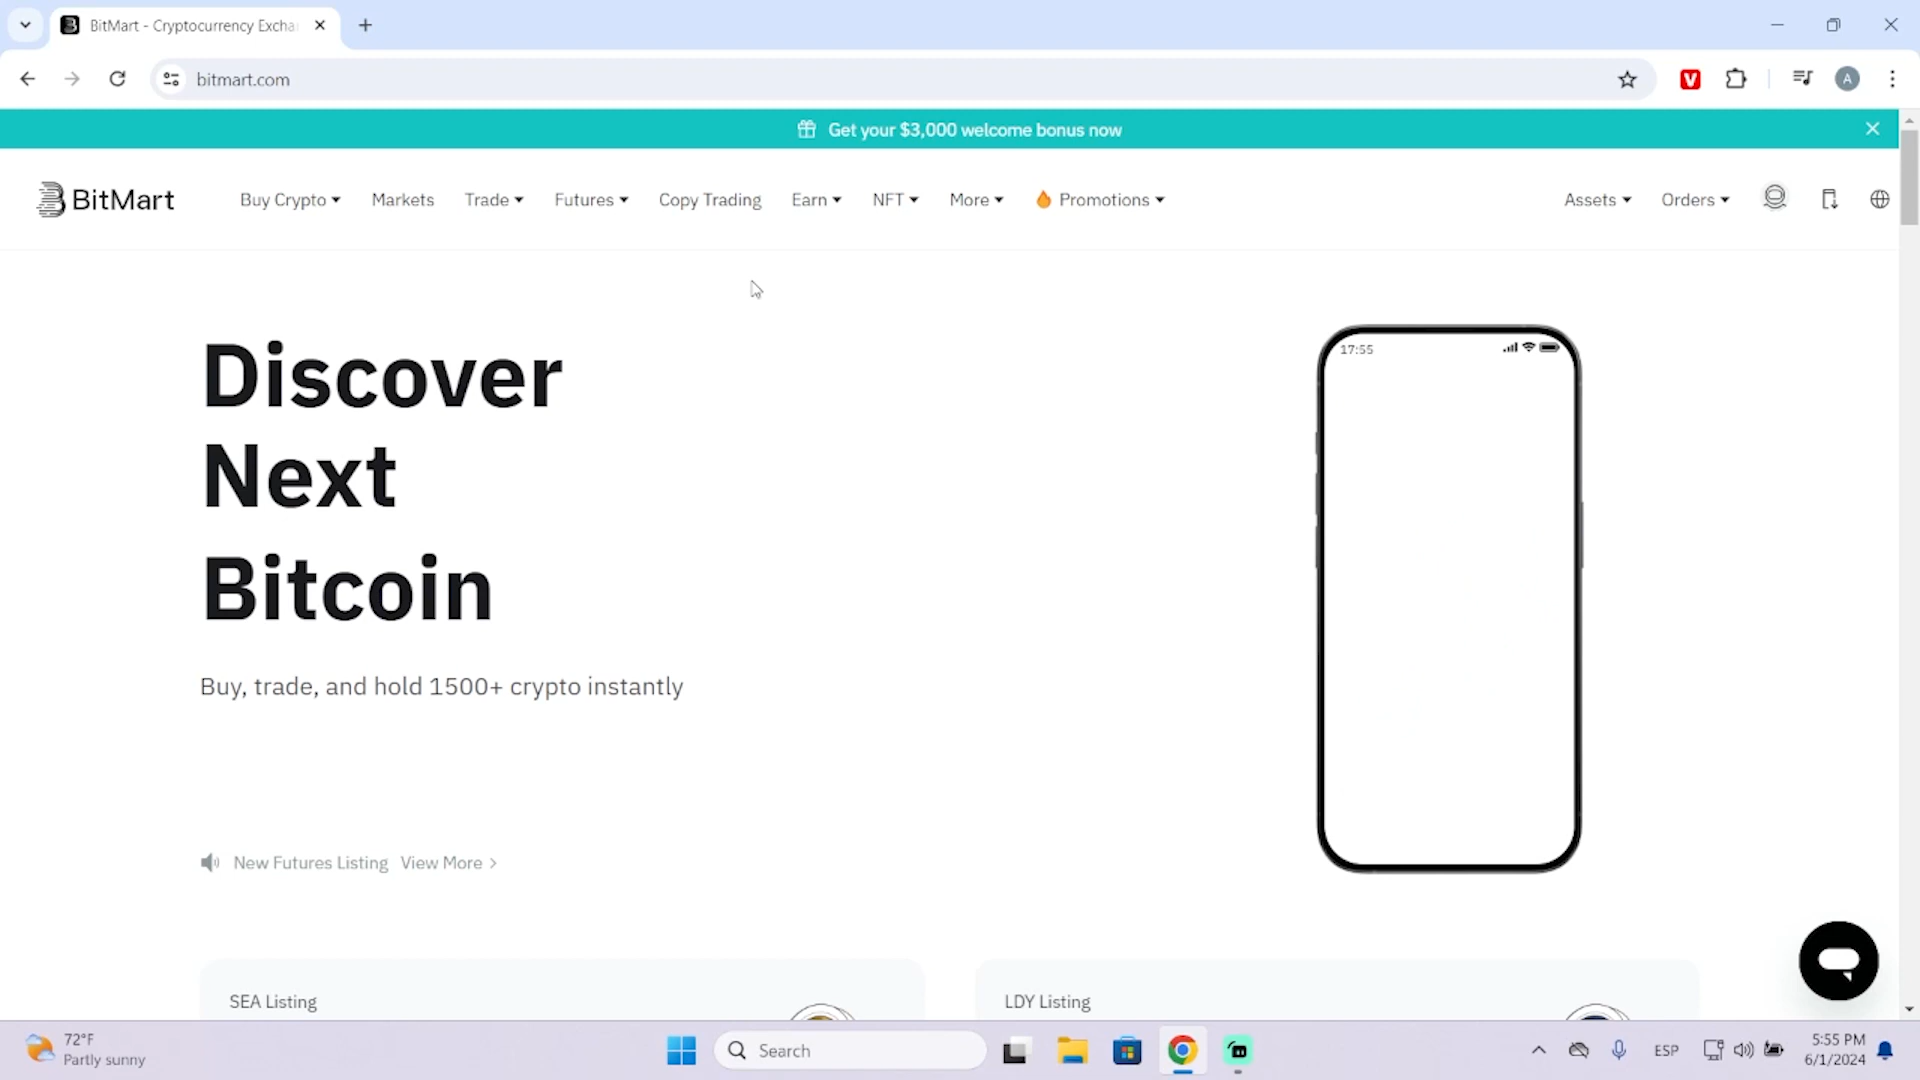 BitMart - Cryptocurrency Excha
bitmart.com
A
Get your $3,000 welcome bonus now
BitMart
Buy Crypto
Markets
Trade
Futures
Copy Trading
Earn
NFT
More
Promotions
Assets
Orders
Discover
Next
Bitcoin
Buy, trade, and hold 1500+ crypto instantly
17:55
New Futures Listing View More >
SEA Listing
LDY Listing
72°F
Partly sunny
Search
ESP
5:55 PM
6/1/2024